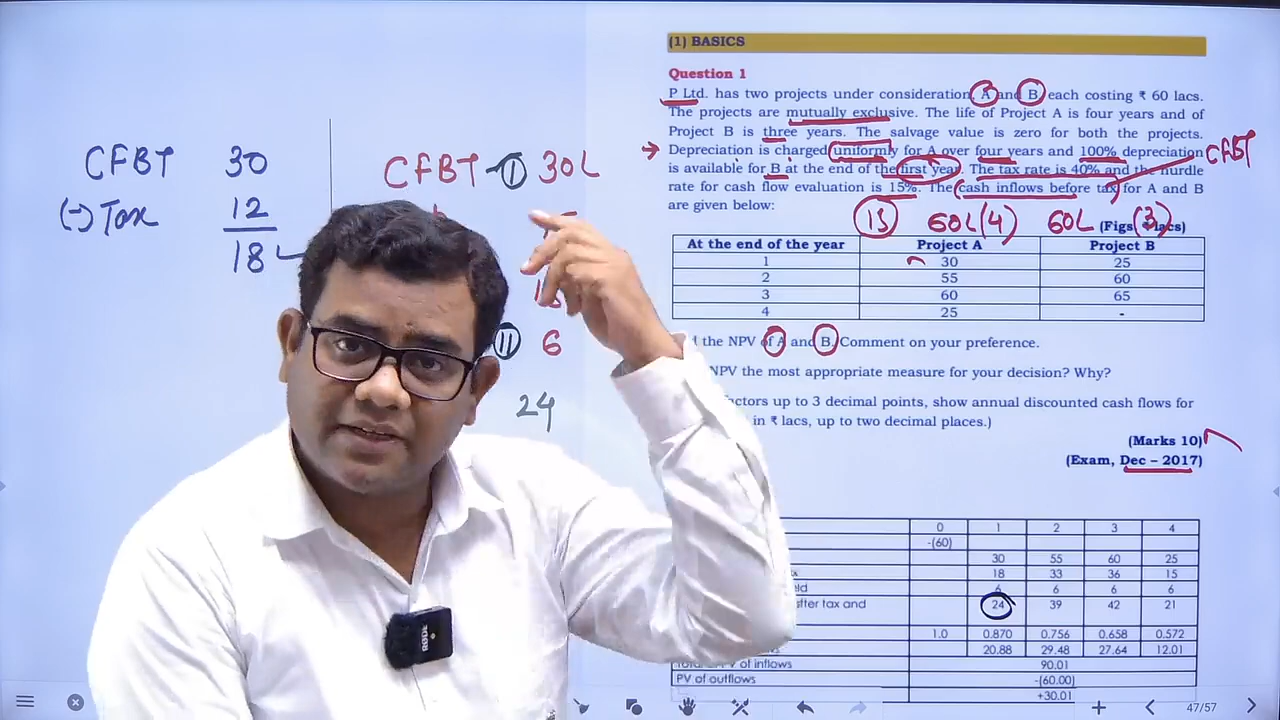 CFBT 30
(-) Tax 12
18
CFBT → I 30L
II 6
24
(1) BASICS
Question 1
P Ltd. has two projects under consideration, A and B each costing ₹ 60 lacs.
The projects are mutually exclusive. The life of Project A is four years and of
Project B is three years. The salvage value is zero for both the projects.
Depreciation is charged uniformly for A over four years and 100% depreciation
CFBT
is available for B at the end of the first year. The tax rate is 40% and the hurdle
rate for cash flow evaluation is 15%. The cash inflows before tax for A and B
are given below:
60L (4) 60L (3)
(Figs lacs)
At the end of the year Project A Project B
1 30 25
2 55 60
3 60 65
4 25 -
the NPV of A and B. Comment on your preference.
NPV the most appropriate measure for your decision? Why?
actors up to 3 decimal points, show annual discounted cash flows for
in ₹ lacs, up to two decimal places.)
(Marks 10)
(Exam, Dec – 2017)
0 1 2 3 4
-(60)
30 55 60 25
18 33 36 15
6 6 6 6
after tax and 24 39 42 21
1.0 0.870 0.756 0.658 0.572
20.88 29.48 27.64 12.01
of inflows 90.01
PV of outflows -(60.00)
+30.01
RODE
47/57